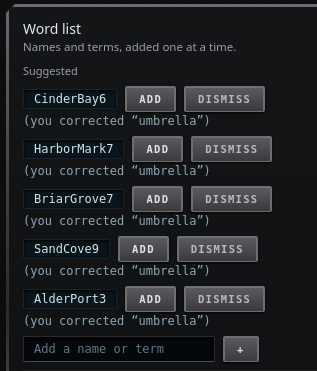 Word list
Names and terms, added one at a time.
Suggested
CinderBay6 ADD DISMISS
(you corrected “umbrella”)
HarborMark7 ADD DISMISS
(you corrected “umbrella”)
BriarGrove7 ADD DISMISS
(you corrected “umbrella”)
SandCove9 ADD DISMISS
(you corrected “umbrella”)
AlderPort3 ADD DISMISS
(you corrected “umbrella”)
Add a name or term +